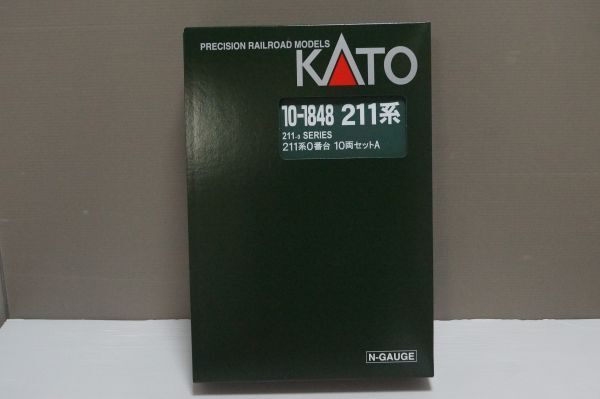 PRECISION RAILROAD MODELS
KATO
10-1848 211系
211-0 SERIES
211系0番台 10両セットA
N-GAUGE